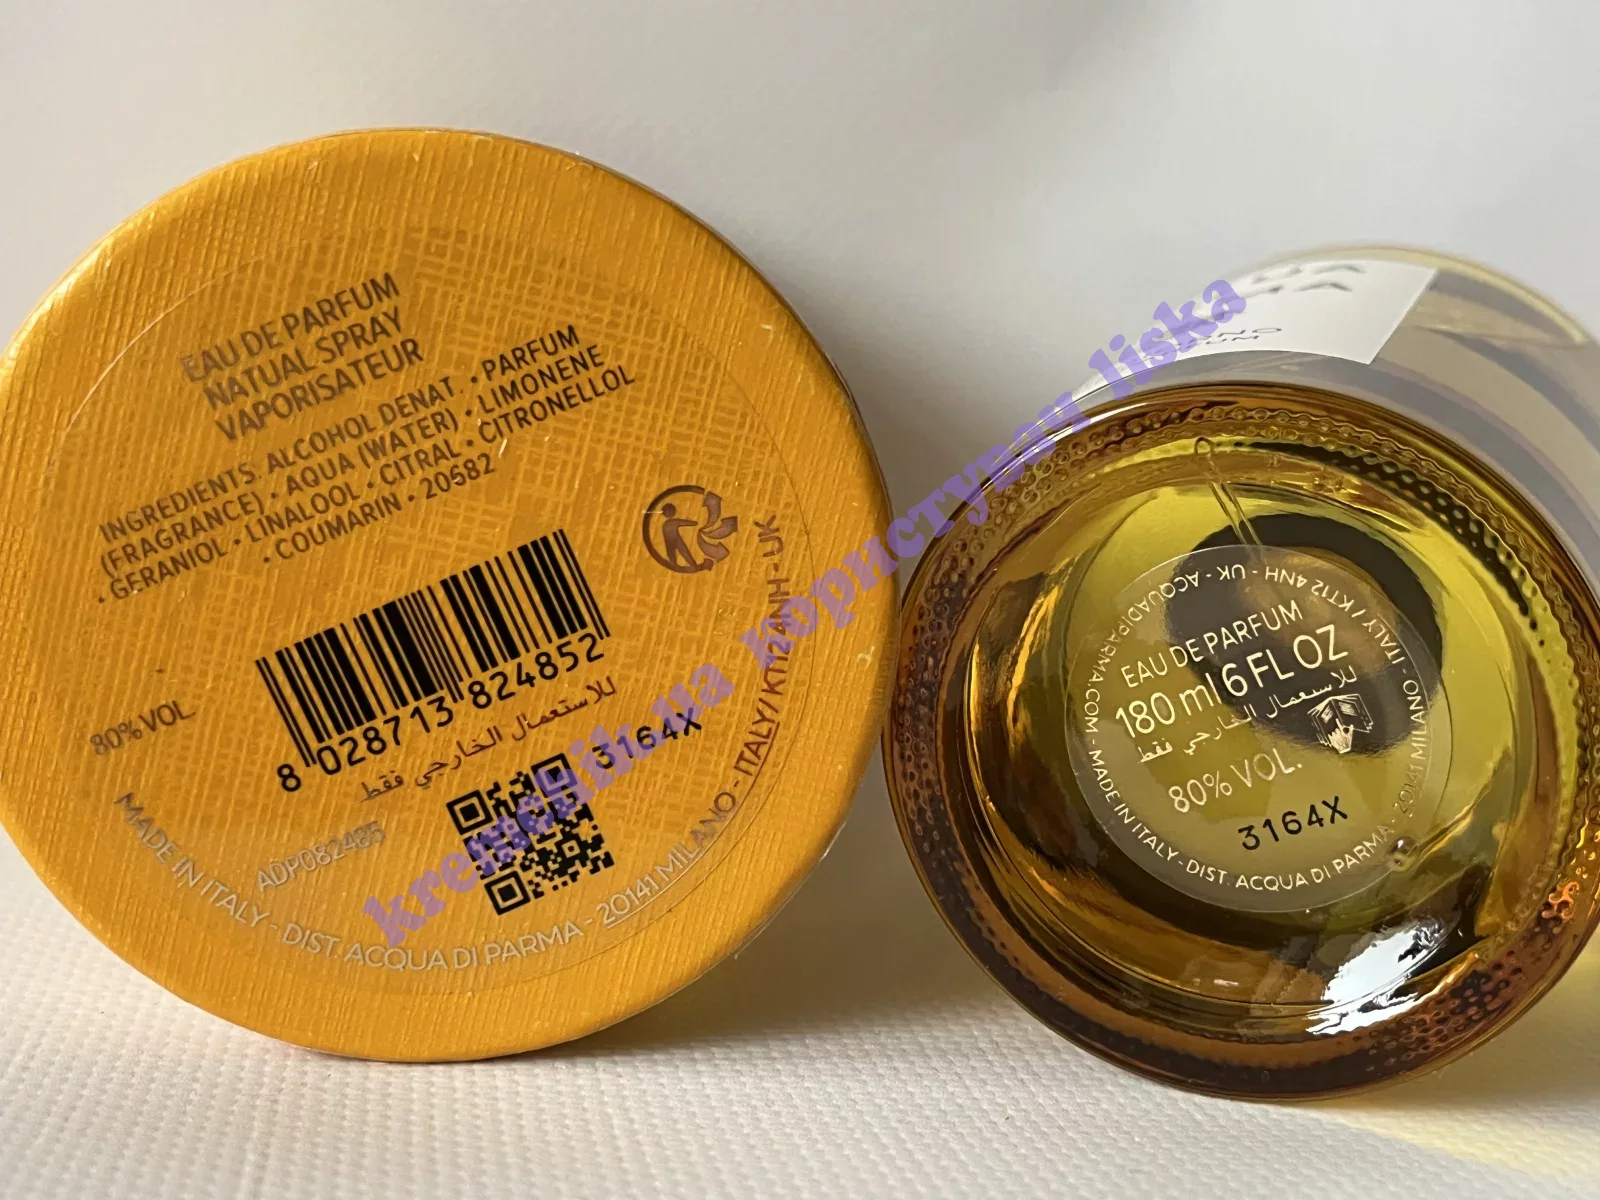 EAU DE PARFUM
NATUAL SPRAY
VAPORISATEUR
INGREDIENTS: ALCOHOL DENAT. • PARFUM
(FRAGRANCE) • AQUA (WATER) • LIMONENE
• GERANIOL • LINALOOL • CITRAL • CITRONELLOL
• COUMARIN • 20682
80% VOL
8 028713 824852
للاستعمال الخارجي فقط
3164X
ADP082485
MADE IN ITALY - DIST. ACQUA DI PARMA - 20141 MILANO - ITALY / KT12 4NH - UK
kremenjik.ua користувач liska
EAU DE PARFUM
180 ml 6 FL OZ
للاستعمال الخارجي فقط
80% VOL.
3164X
ACQUADIPARMA.COM - MADE IN ITALY - DIST. ACQUA DI PARMA - 20141 MILANO - ITALY / KT12 4NH - UK -